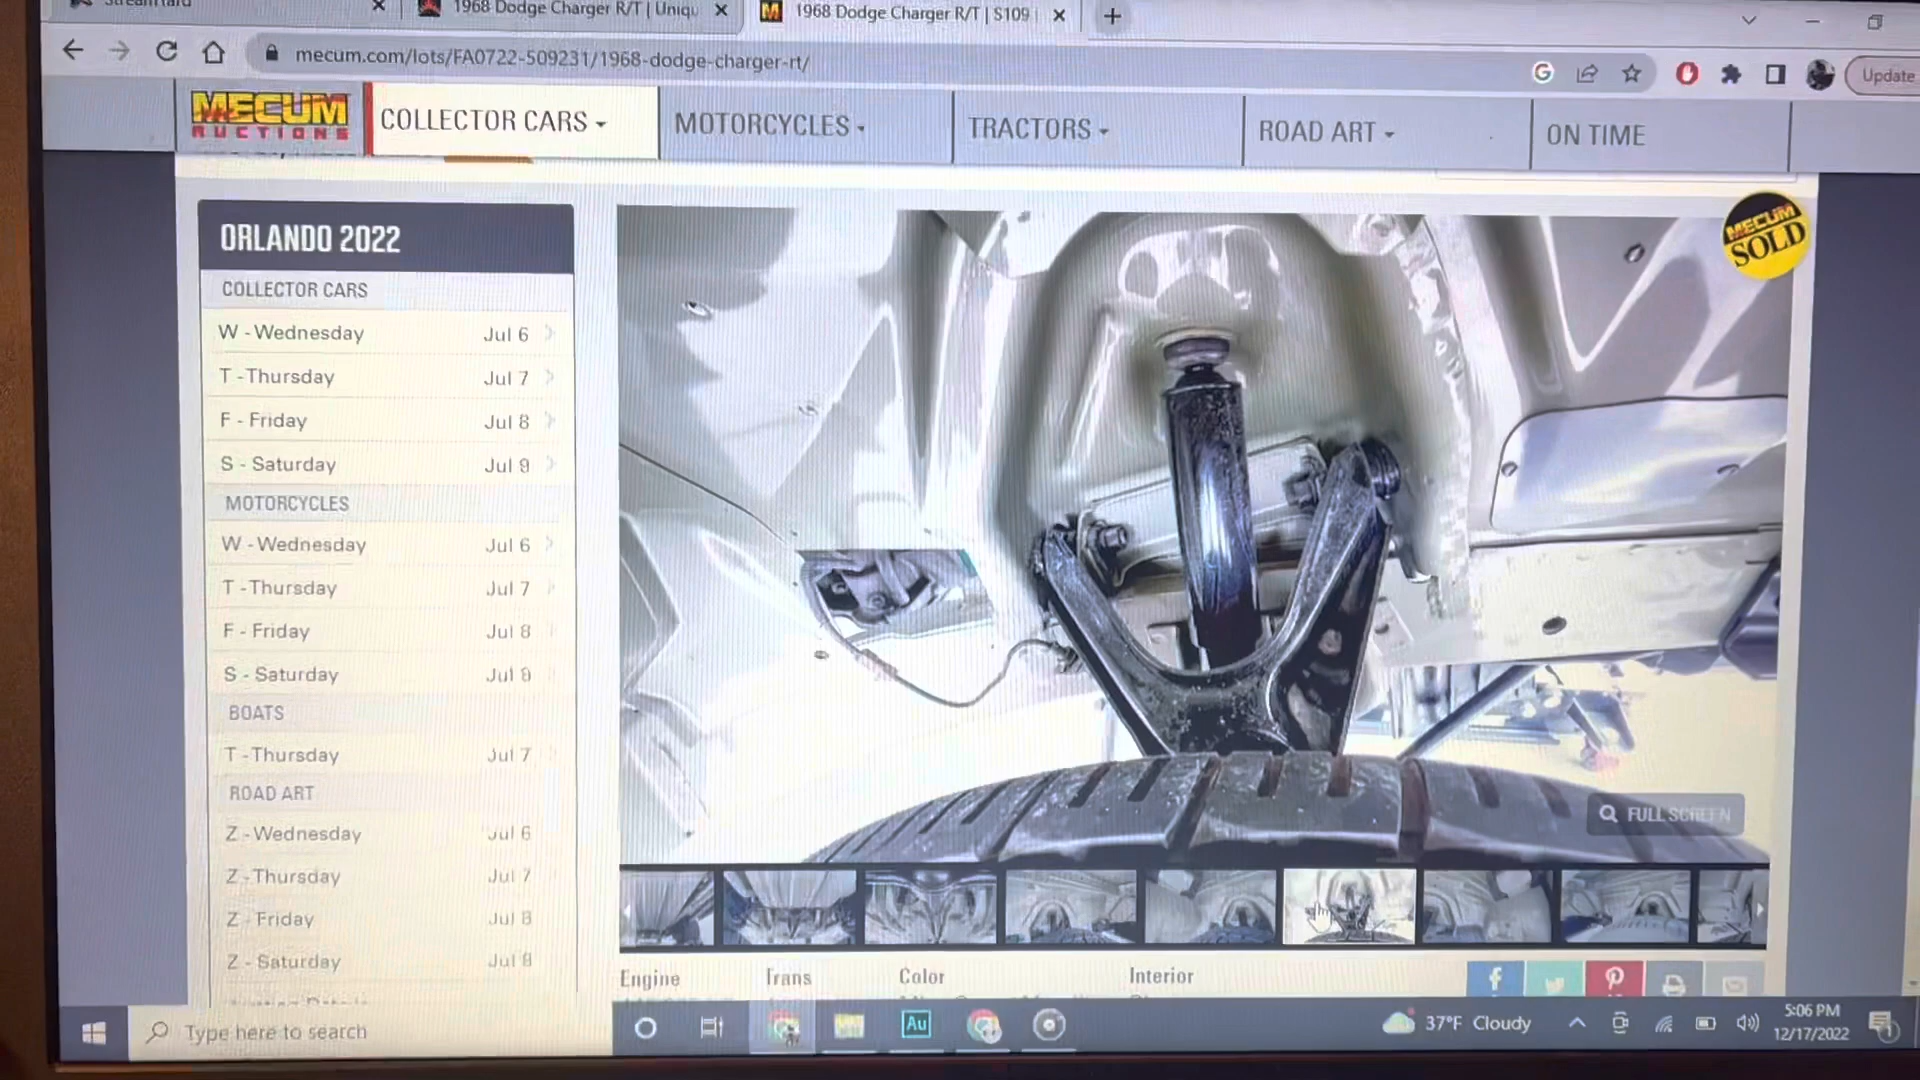 1968 Dodge Charger R/T | Uniqu
1968 Dodge Charger R/T | S109
mecum.com/lots/FA0722-509231/1968-dodge-charger-rt/
Update
MECUM
AUCTIONS
COLLECTOR CARS
MOTORCYCLES
TRACTORS
ROAD ART
ON TIME
ORLANDO 2022
COLLECTOR CARS
W - Wednesday Jul 6
T - Thursday Jul 7
F - Friday Jul 8
S - Saturday Jul 9
MOTORCYCLES
W - Wednesday Jul 6
T - Thursday Jul 7
F - Friday Jul 8
S - Saturday Jul 9
BOATS
T - Thursday Jul 7
ROAD ART
Z - Wednesday Jul 6
Z - Thursday Jul 7
Z - Friday Jul 8
Z - Saturday Jul 9
MECUM
SOLD
FULL SCREEN
Engine Trans Color Interior
Type here to search
Au
37°F Cloudy
5:06 PM
12/17/2022